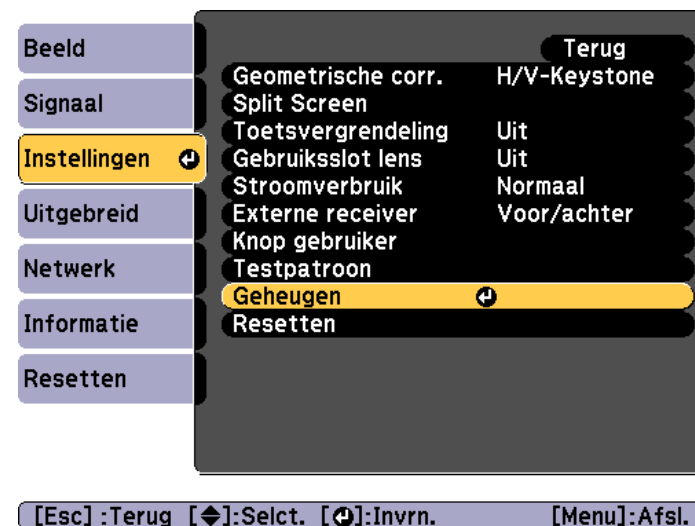 Beeld
Signaal
Instellingen
Uitgebreid
Netwerk
Informatie
Resetten
Terug
Geometrische corr. H/V-Keystone
Split Screen
Toetsvergrendeling Uit
Gebruiksslot lens Uit
Stroomverbruik Normaal
Externe receiver Voor/achter
Knop gebruiker
Testpatroon
Geheugen
Resetten
[Esc] :Terug [◆]:Selct. [⏎]:Invrn. [Menu]:Afsl.